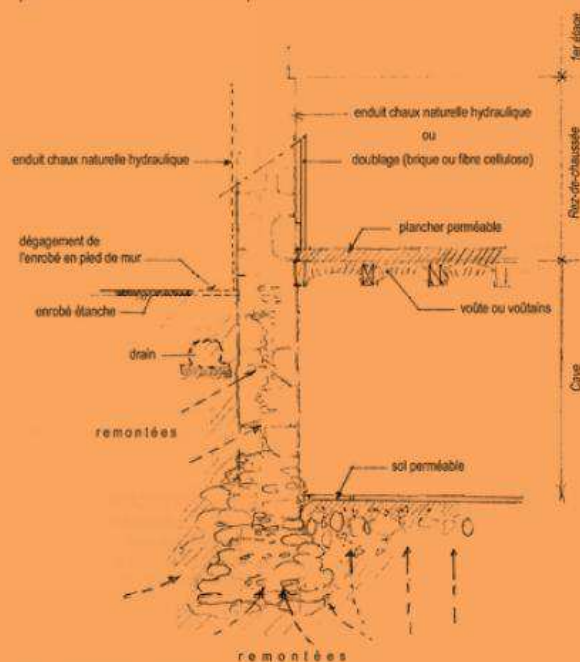 1er étage
enduit chaux naturelle hydraulique
ou
doublage (brique ou fibre cellulose)
enduit chaux naturelle hydraulique
Rez-de-chaussée
plancher perméable
dégagement de
l'enrobé en pied de mur
enrobé étanche
voûte ou voûtains
drain
Cave
remontées
sol perméable
remontées